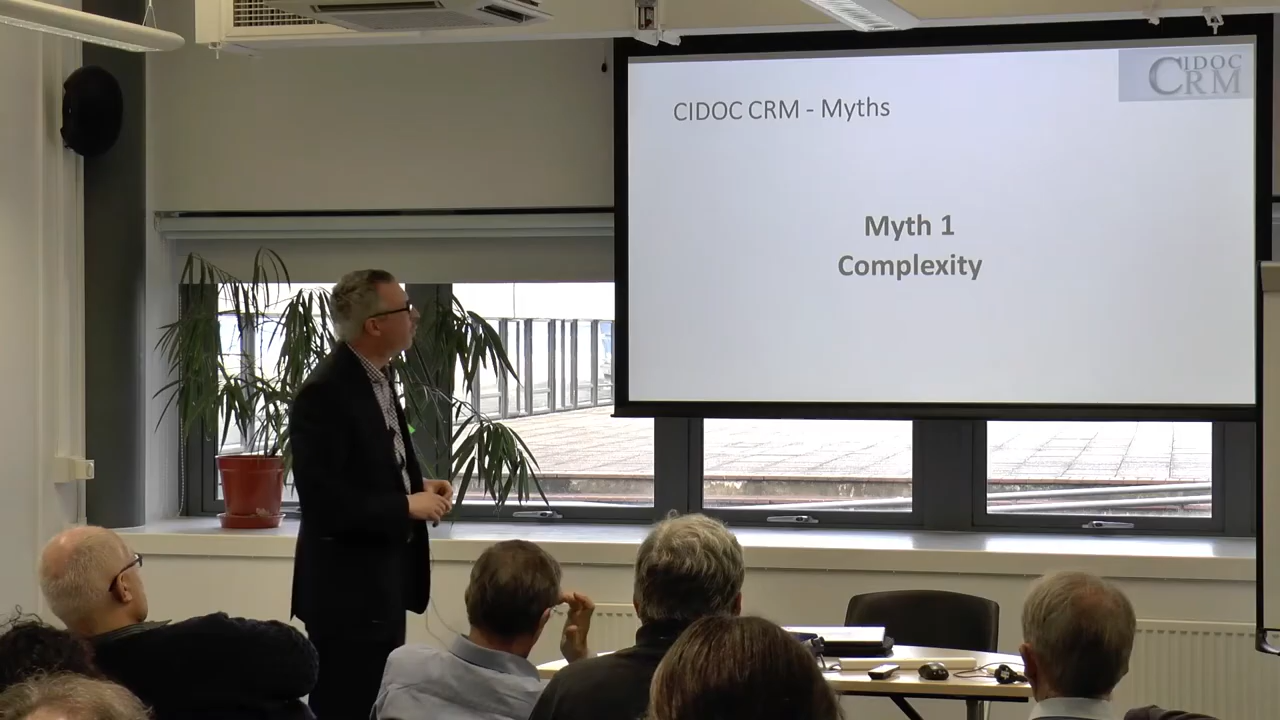 CIDOC
CRM
CIDOC CRM - Myths
Myth 1
Complexity